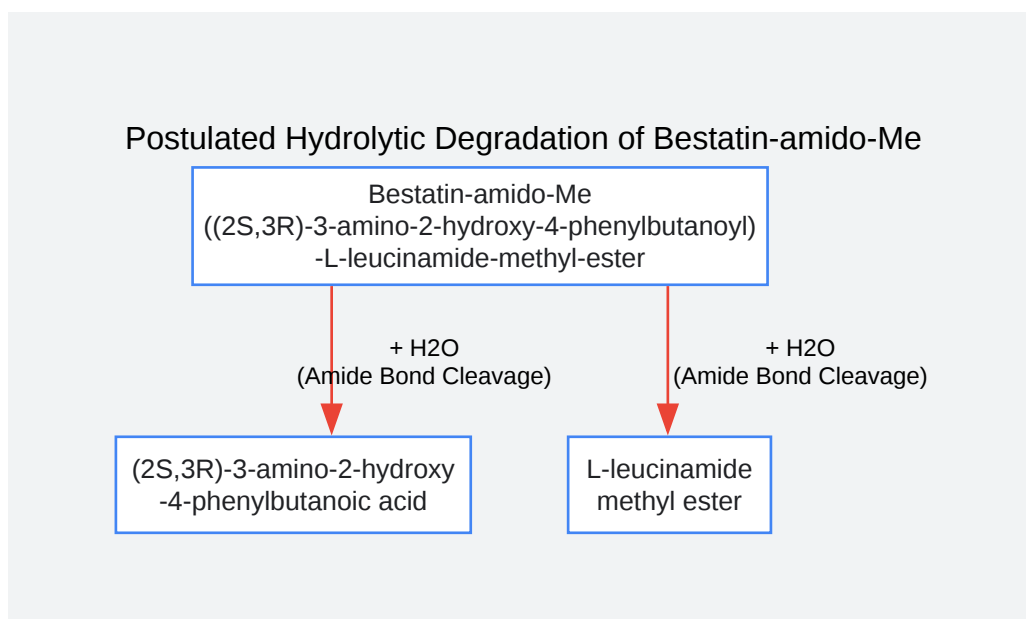 Postulated Hydrolytic Degradation of Bestatin-amido-Me
Bestatin-amido-Me
((2S,3R)-3-amino-2-hydroxy-4-phenylbutanoyl)
-L-leucinamide-methyl-ester
+ H2O
(Amide Bond Cleavage)
+ H2O
(Amide Bond Cleavage)
(2S,3R)-3-amino-2-hydroxy
-4-phenylbutanoic acid
L-leucinamide
methyl ester